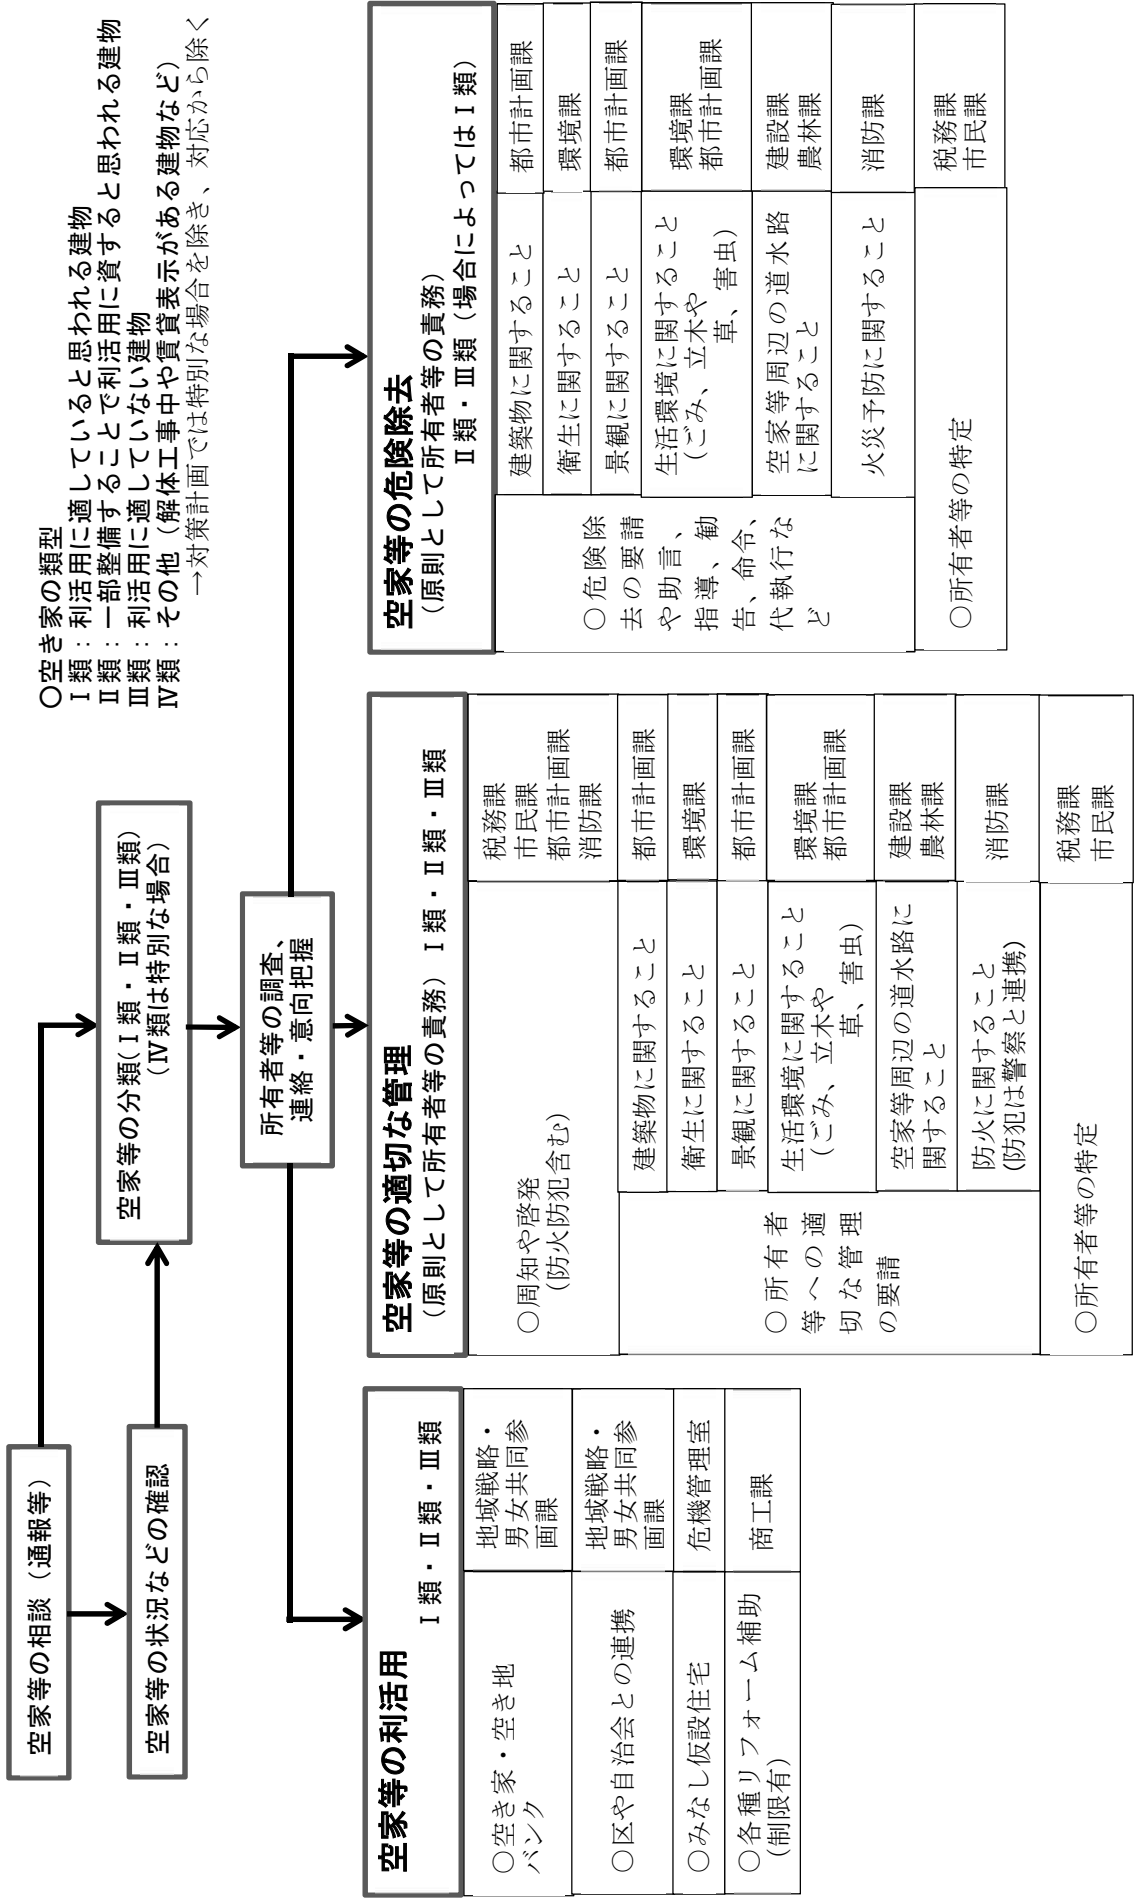 空家等の相談（通報等）
空家等の状況などの確認
空家等の分類（Ⅰ類・Ⅱ類・Ⅲ類）
（Ⅳ類は特別な場合）
所有者等の調査、
連絡・意向把握
○空き家の類型
Ⅰ類：利活用に適していると思われる建物
Ⅱ類：一部整備することで利活用に資すると思われる建物
Ⅲ類：利活用に適していない建物
Ⅳ類：その他（解体工事中や賃貸表示がある建物など）
→対策計画では特別な場合を除き、対応から除く
空家等の利活用
Ⅰ類・Ⅱ類・Ⅲ類
○空き家・空き地
バンク
地域戦略・
男女共同参
画課
○区や自治会との連携
地域戦略・
男女共同参
画課
○みなし仮設住宅
危機管理室
○各種リフォーム補助
（制限有）
商工課
空家等の適切な管理
（原則として所有者等の責務）Ⅰ類・Ⅱ類・Ⅲ類
○周知や啓発
（防火防犯含む）
税務課
市民課
都市計画課
消防課
○所有者
等への適
切な管理
の要請
建築物に関すること
都市計画課
衛生に関すること
環境課
景観に関すること
都市計画課
生活環境に関すること
（ごみ、立木や
草、害虫）
環境課
都市計画課
空家等周辺の道水路に
関すること
建設課
農林課
防火に関すること
（防犯は警察と連携）
消防課
○所有者等の特定
税務課
市民課
空家等の危険除去
（原則として所有者等の責務）
Ⅱ類・Ⅲ類（場合によってはⅠ類）
○危険除
去の要請
や助言、
指導、勧
告、命令、
代執行な
ど
建築物に関すること
都市計画課
衛生に関すること
環境課
景観に関すること
都市計画課
生活環境に関すること
（ごみ、立木や
草、害虫）
環境課
都市計画課
空家等周辺の道水路
に関すること
建設課
農林課
火災予防に関すること
消防課
○所有者等の特定
税務課
市民課